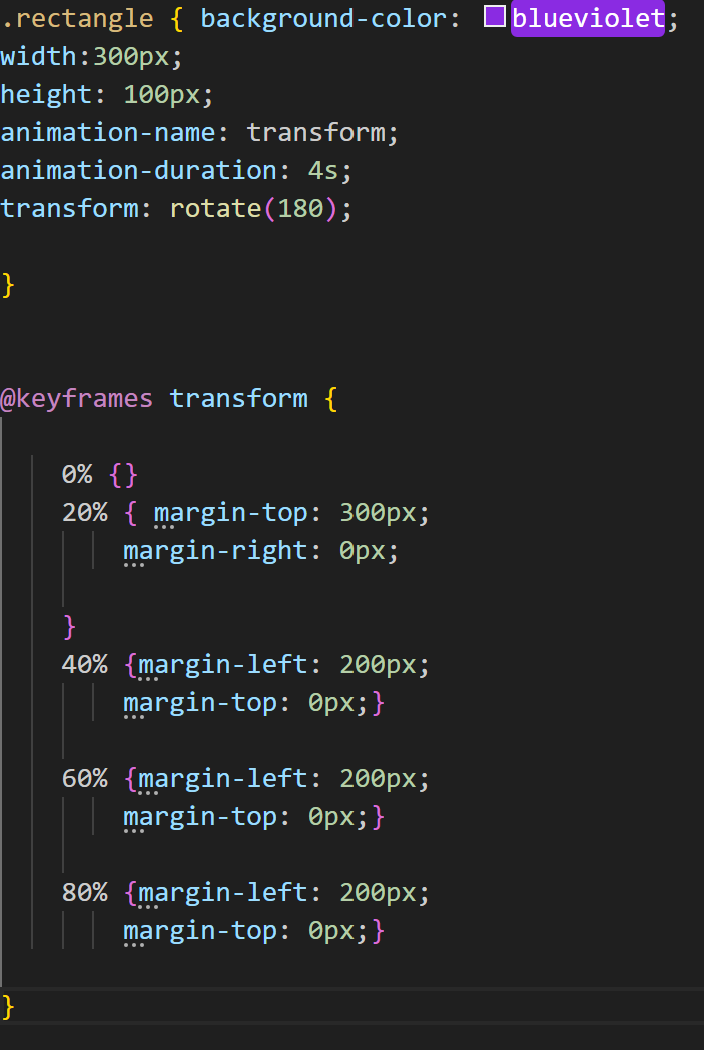 .rectangle { background-color: blueviolet;
width:300px;
height: 100px;
animation-name: transform;
animation-duration: 4s;
transform: rotate(180);
}
@keyframes transform {
0% {}
20% { margin-top: 300px;
margin-right: 0px;
}
40% {margin-left: 200px;
margin-top: 0px;}
60% {margin-left: 200px;
margin-top: 0px;}
80% {margin-left: 200px;
margin-top: 0px;}
}